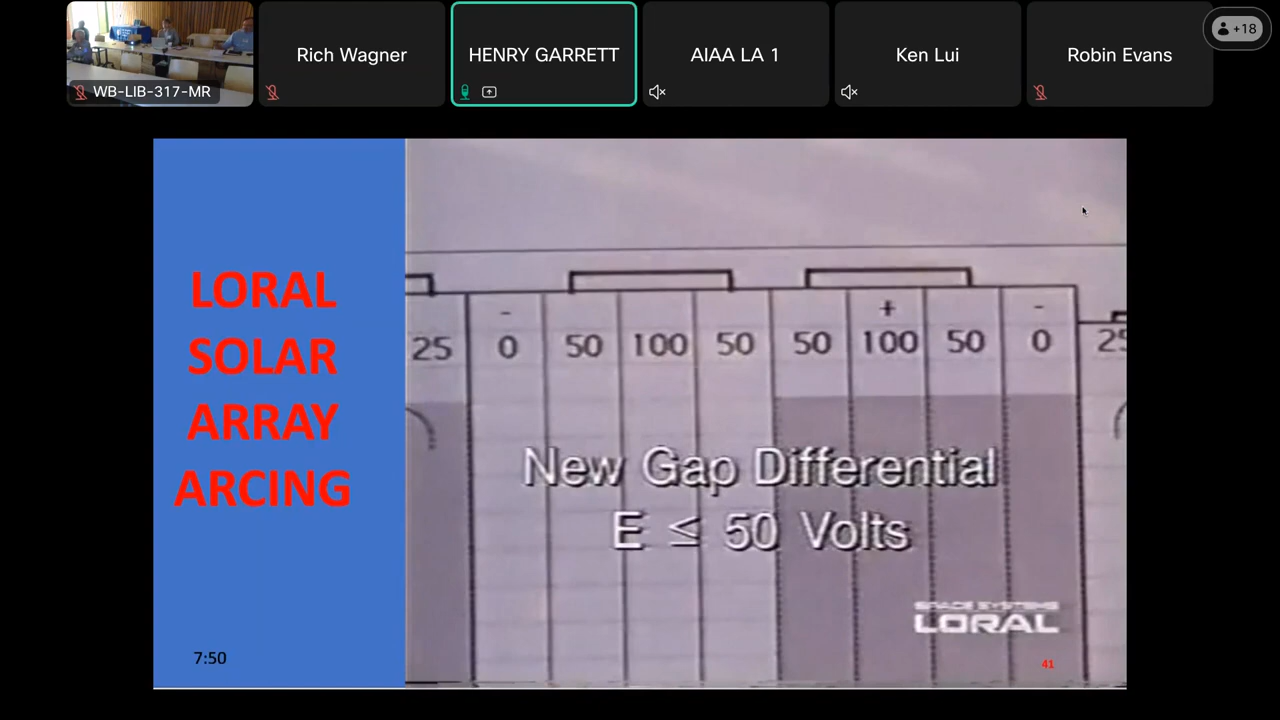 WB-LIB-317-MR
Rich Wagner
HENRY GARRETT
AIAA LA 1
Ken Lui
Robin Evans
+18
LORAL
SOLAR
ARRAY
ARCING
7:50
- + -
25 0 50 100 50 50 100 50 0 25
New Gap Differential
E ≤ 50 Volts
SPACE SYSTEMS
LORAL
41